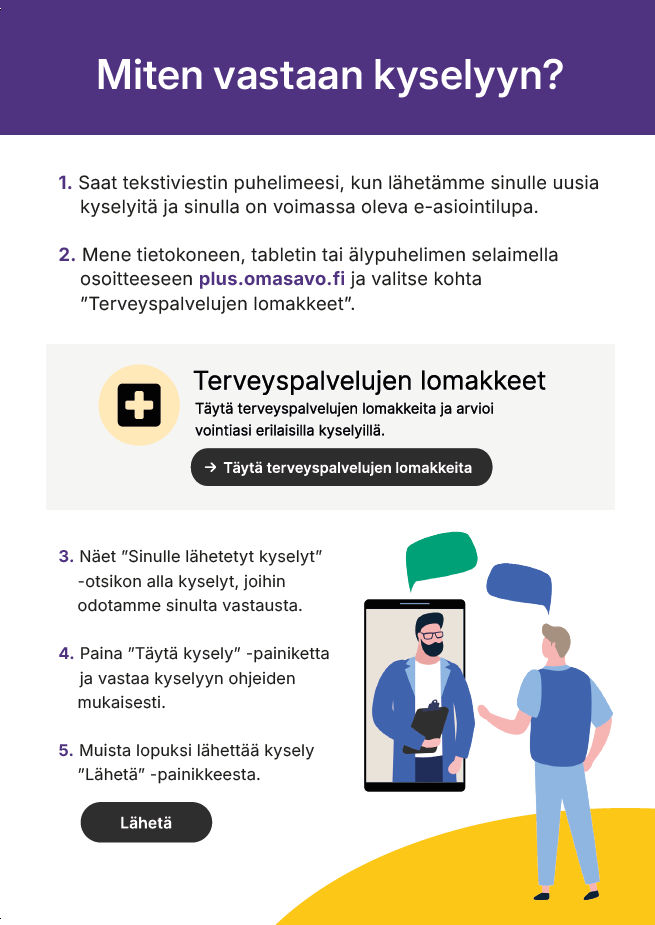 Miten vastaan kyselyyn?
1. Saat tekstiviestin puhelimeesi, kun lähetämme sinulle uusia
kyselyitä ja sinulla on voimassa oleva e-asiointilupa.
2. Mene tietokoneen, tabletin tai älypuhelimen selaimella
osoitteeseen plus.omasavo.fi ja valitse kohta
”Terveyspalvelujen lomakkeet”.
Terveyspalvelujen lomakkeet
Täytä terveyspalvelujen lomakkeita ja arvioi
vointiasi erilaisilla kyselyillä.
→ Täytä terveyspalvelujen lomakkeita
3. Näet ”Sinulle lähetetyt kyselyt”
-otsikon alla kyselyt, joihin
odotamme sinulta vastausta.
4. Paina ”Täytä kysely” -painiketta
ja vastaa kyselyyn ohjeiden
mukaisesti.
5. Muista lopuksi lähettää kysely
”Lähetä” -painikkeesta.
Lähetä